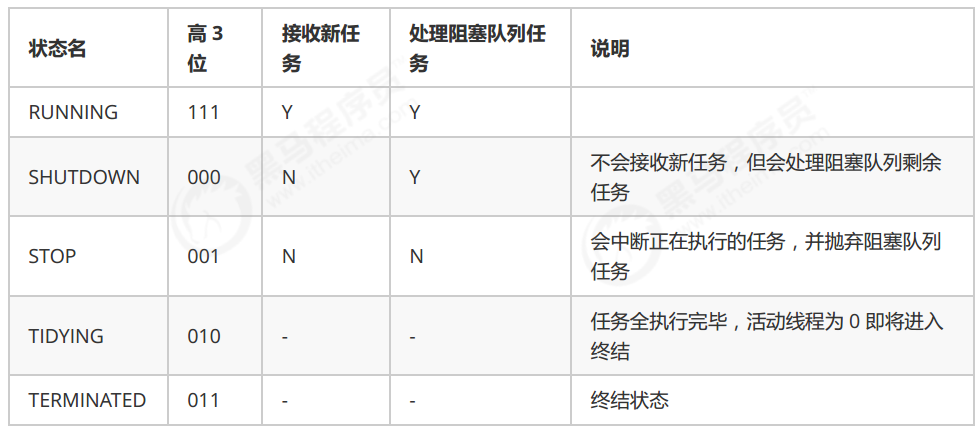 状态名 高 3 位 接收新任务 处理阻塞队列任务 说明
RUNNING 111 Y Y
SHUTDOWN 000 N Y 不会接收新任务，但会处理阻塞队列剩余任务
STOP 001 N N 会中断正在执行的任务，并抛弃阻塞队列任务
TIDYING 010 - - 任务全执行完毕，活动线程为 0 即将进入终结
TERMINATED 011 - - 终结状态
黑马程序员
www.itheima.com
黑马程序员
www.itheima.com